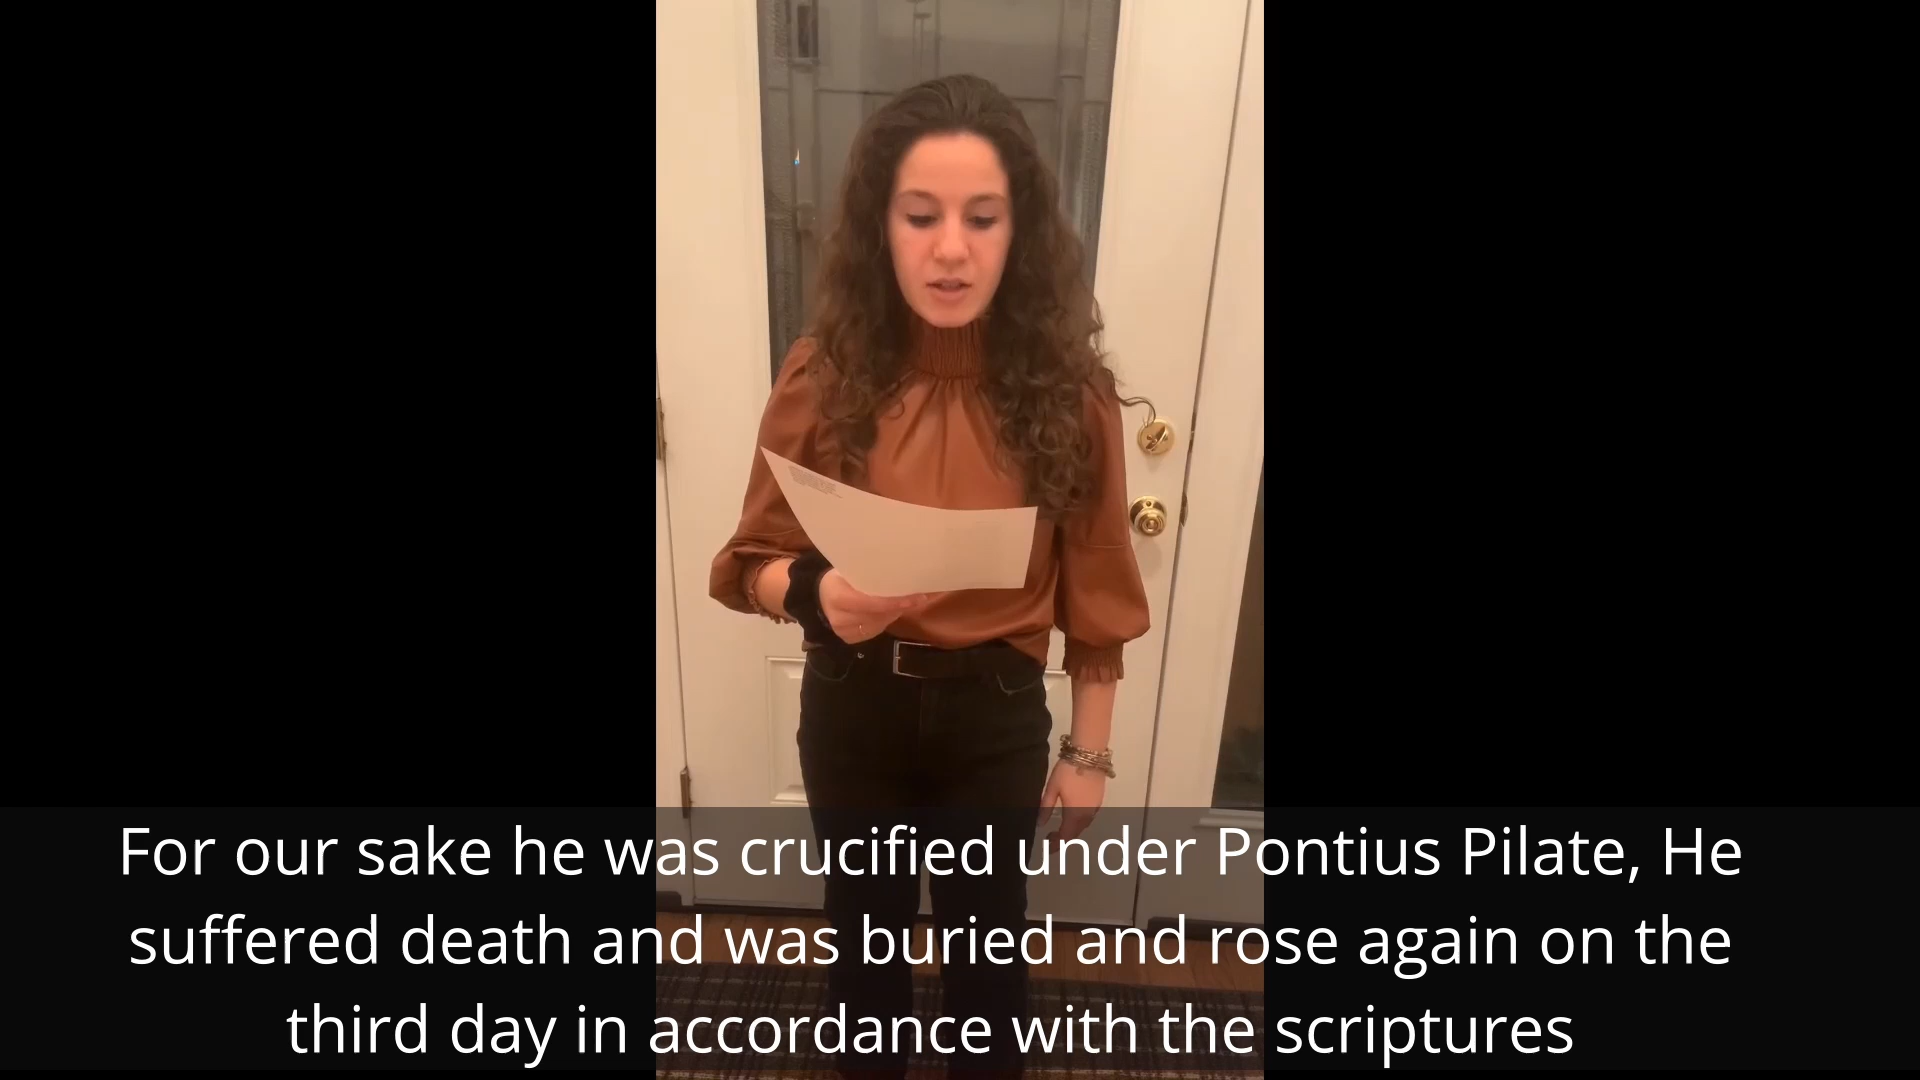 For our sake he was crucified under Pontius Pilate, He
suffered death and was buried and rose again on the
third day in accordance with the scriptures